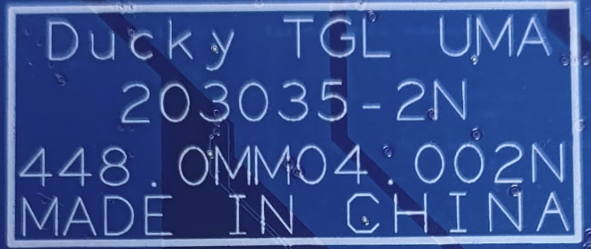 Ducky TGL UMA
203035-2N
448.0MM04.002N
MADE IN CHINA